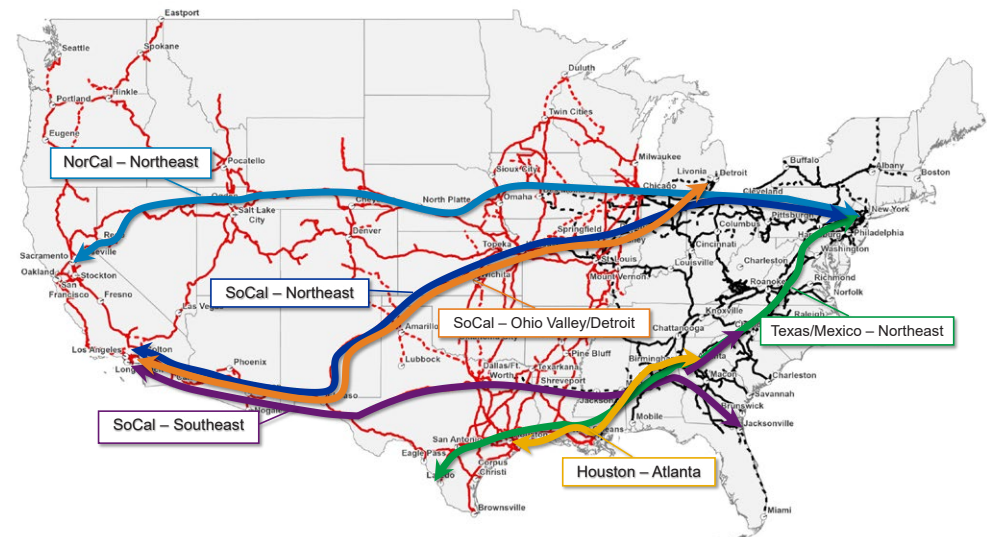 Eastport
Seattle
Spokane
Portland
Hinkle
Eugene
Duluth
Twin Cities
NorCal – Northeast
Pocatello
Sioux City
Milwaukee
Livonia
Detroit
Buffalo
Albany
Boston
Chicago
Cleveland
North Platte
Omaha
Salt Lake
City
New York
Pittsburgh
Columbus
Philadelphia
Washington
Denver
Topeka
Springfield
Cincinnati
Sacramento
Oakland
Stockton
San
Francisco
Fresno
St. Louis
Louisville
Charleston
Mount Vernon
Richmond
Norfolk
Roanoke
SoCal – Northeast
Wichita
Las Vegas
SoCal – Ohio Valley/Detroit
Knoxville
Raleigh
Texas/Mexico – Northeast
Chattanooga
Los Angeles
Phoenix
Lubbock
Pine Bluff
Birmingham
Dallas/Ft.
Worth
Texarkana
Shreveport
Macon
Charleston
Savannah
Brunswick
Jacksonville
SoCal – Southeast
Mobile
San Antonio
Eagle Pass
Corpus
Christi
Houston – Atlanta
Brownsville
Miami